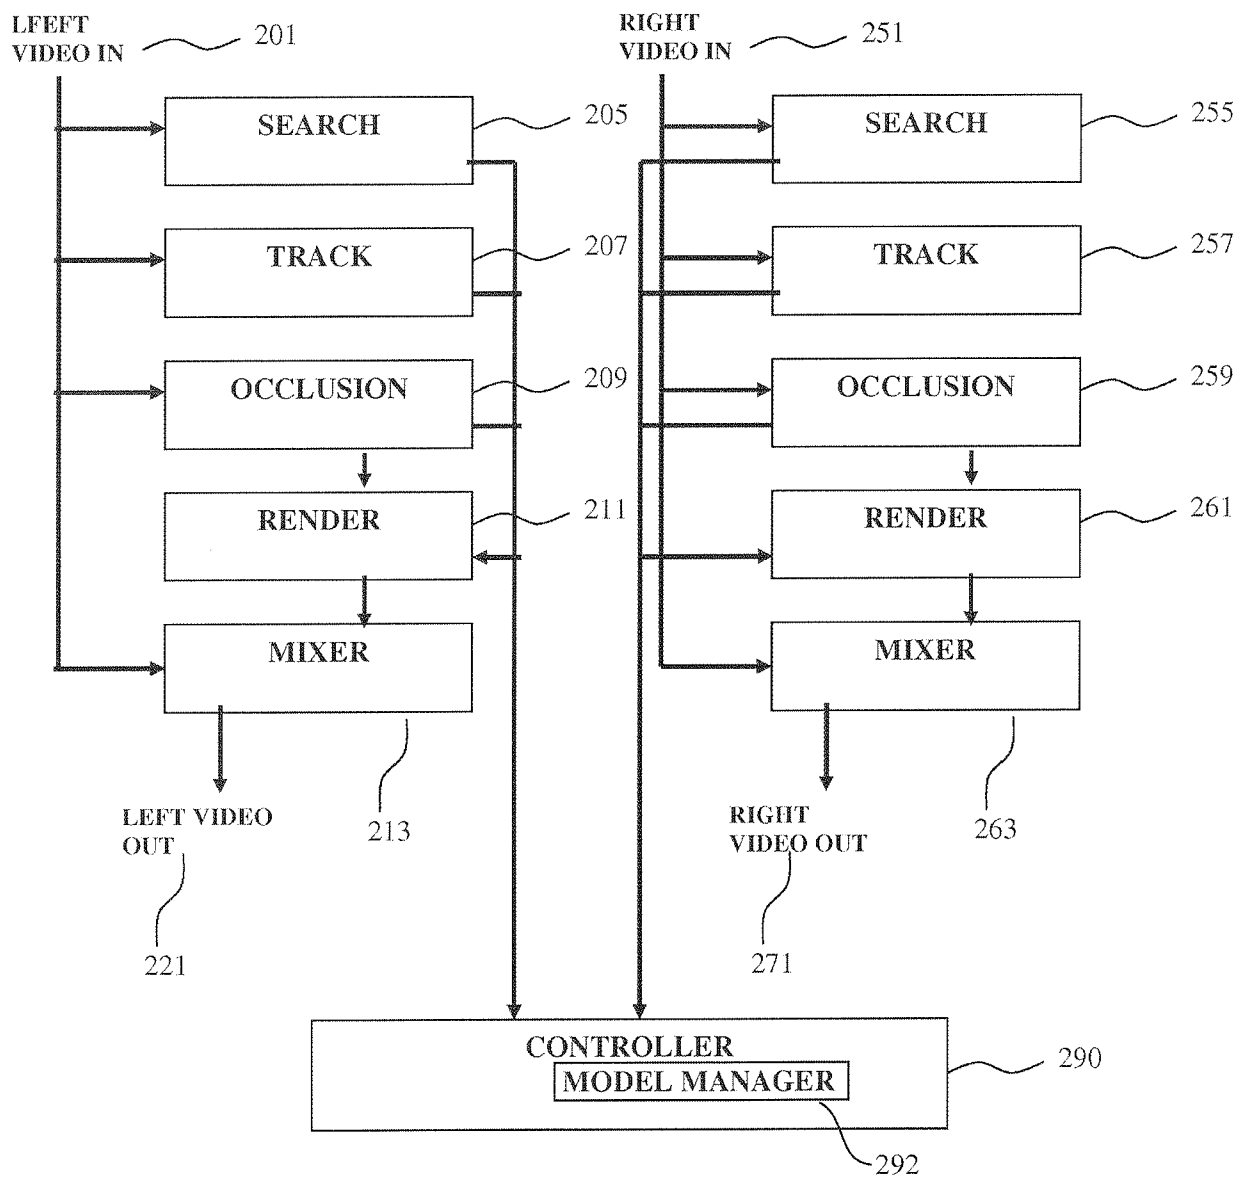 LFEFT
VIDEO IN
201
RIGHT
VIDEO IN
251
SEARCH
205
SEARCH
255
TRACK
207
TRACK
257
OCCLUSION
209
OCCLUSION
259
RENDER
211
RENDER
261
MIXER
MIXER
LEFT VIDEO
OUT
213
RIGHT
VIDEO OUT
263
221
271
CONTROLLER
MODEL MANAGER
290
292